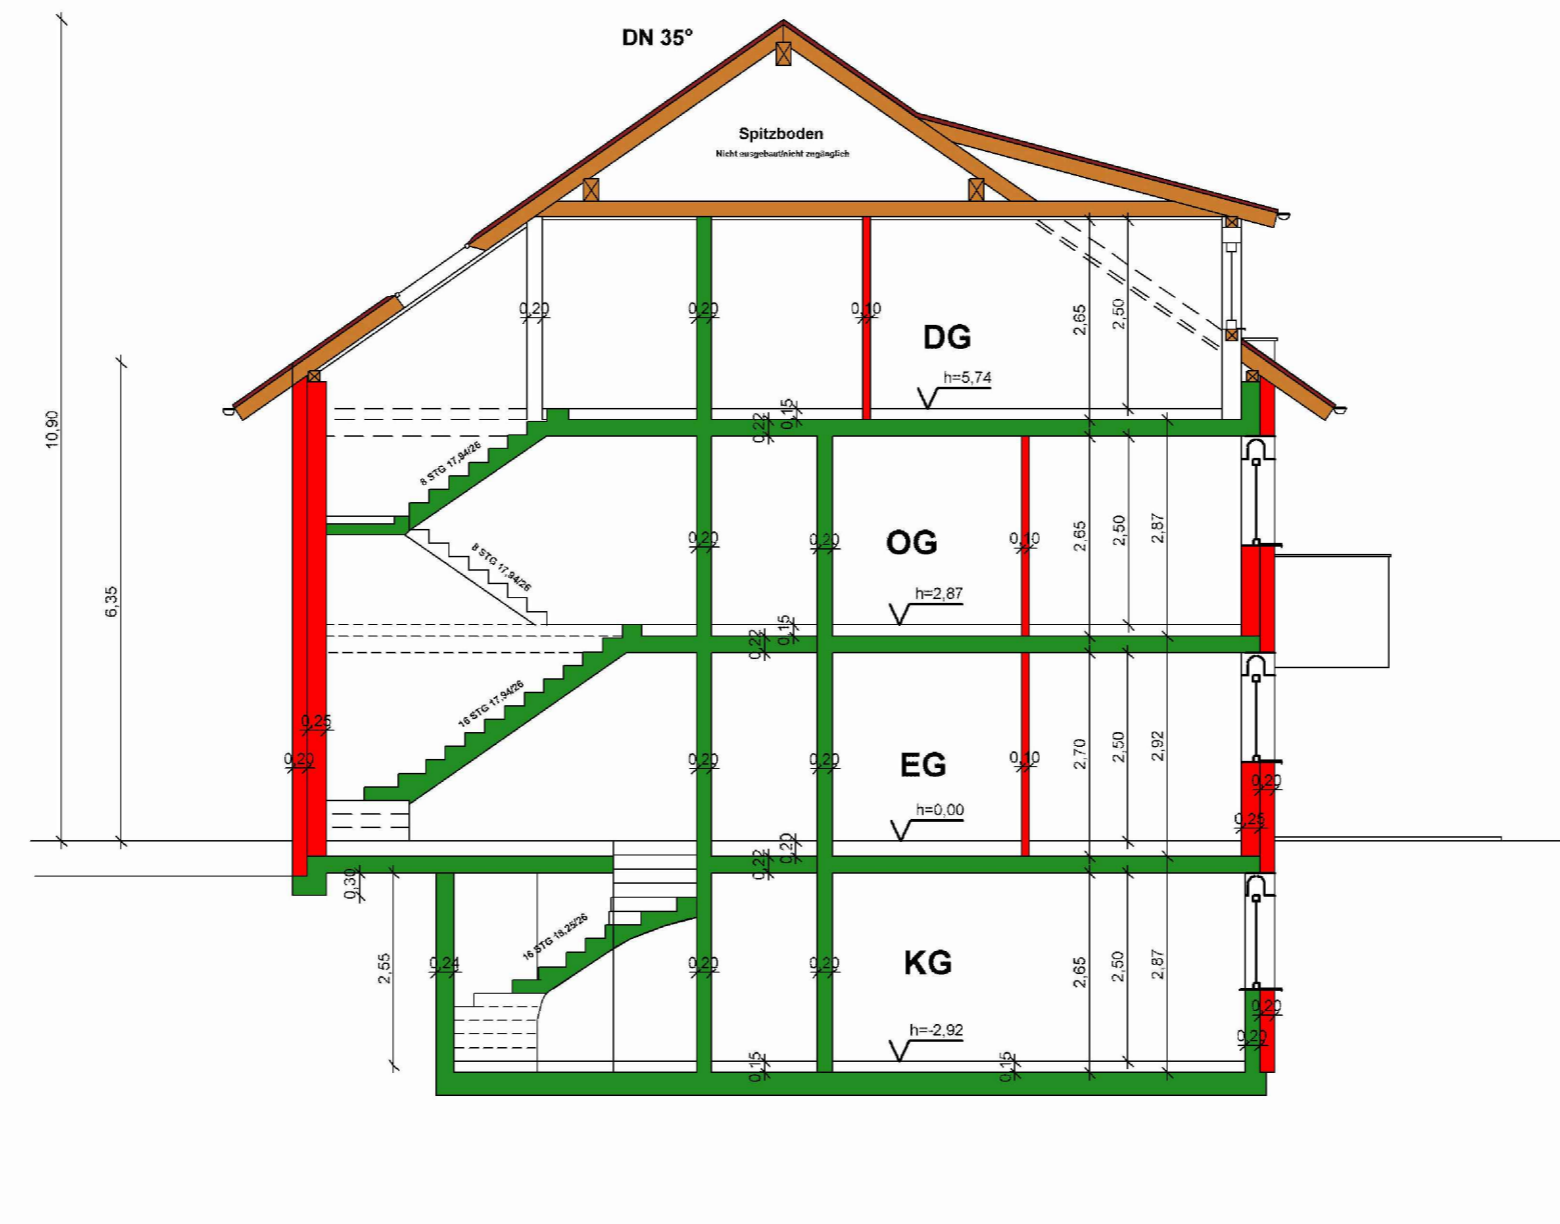 DN 35°
Spitzboden
Nicht ausgebaut/nicht zugänglich
10,90
6,35
0,20
0,20
0,10
2,65
2,50
DG
h=5,74
0,22
0,15
8 STG 17,94/26
8 STG 17,94/26
0,20
0,20
0,10
OG
h=2,87
2,65
2,50
2,87
0,22
0,15
16 STG 17,94/26
0,25
0,20
0,20
0,20
0,10
EG
h=0,00
2,70
2,50
2,92
0,20
0,25
0,22
0,20
0,30
2,55
0,24
16 STG 18,25/26
0,20
0,20
KG
h=-2,92
2,65
2,50
2,87
0,20
0,20
0,15
0,15